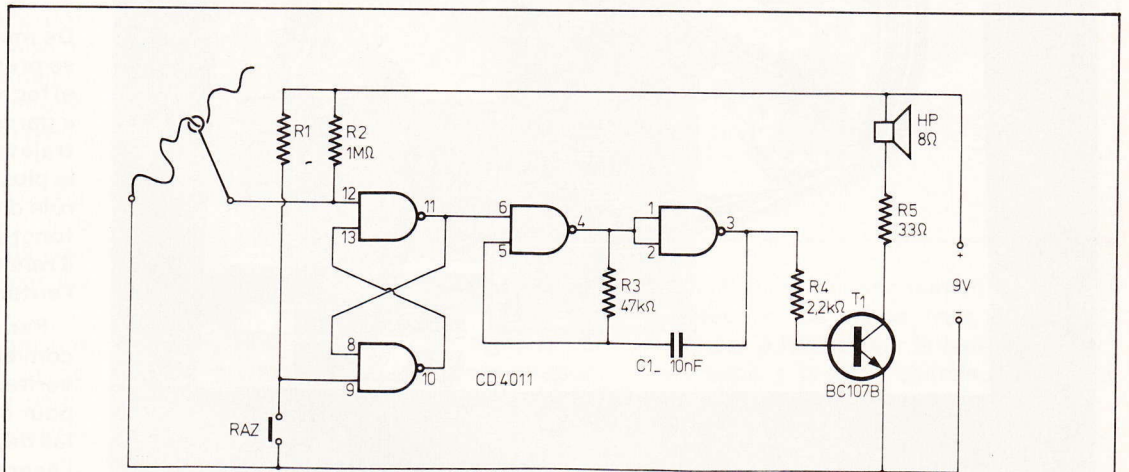 R1
R2
1MΩ
12
13
11
8
9
10
RAZ
CD 4011
6
5
4
R3
47kΩ
C1 10nF
1
2
3
R4
2,2kΩ
T1
BC107B
HP
8Ω
R5
33Ω
+
9V
–